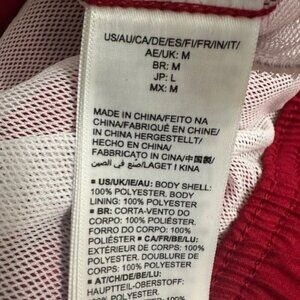 US/AU/CA/DE/ES/FI/FR/IN/IT/
AE/UK: M
BR: M
JP: L
MX: M
MADE IN CHINA/FEITO NA
CHINA/FABRIQUÉ EN CHINE/
IN CHINA HERGESTELLT/
HECHO EN CHINA/
FABBRICATO IN CINA/中国製/
صنع في الصين/LAGET I KINA
■ US/UK/IE/AU: BODY SHELL:
100% POLYESTER. BODY
LINING: 100% POLYESTER
■ BR: CORTA-VENTO DO
CORPO: 100% POLIÉSTER.
FORRO DO CORPO: 100%
POLIÉSTER ■ CA/FR/BE/LU:
EXTÉRIEUR DE CORPS: 100%
POLYESTER. DOUBLURE DE
CORPS: 100% POLYESTER
■ AT/CH/DE/BE/LU:
HAUPTTEIL-OBERSTOFF:
100% POLYESTER